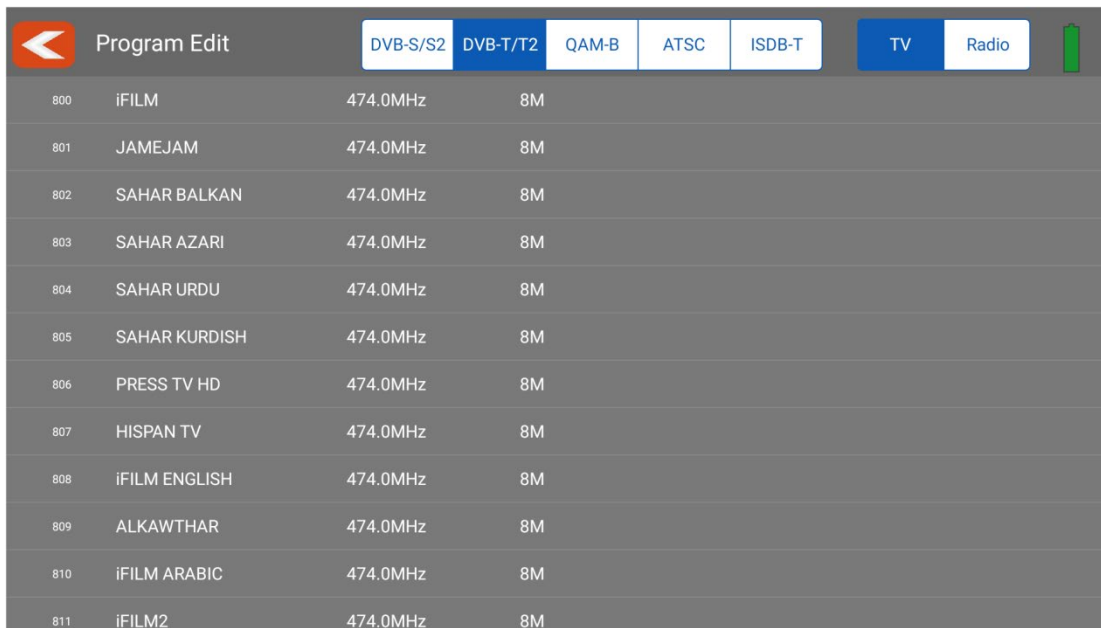 Program Edit DVB-S/S2 DVB-T/T2 QAM-B ATSC ISDB-T TV Radio
800 iFILM 474.0MHz 8M
801 JAMEJAM 474.0MHz 8M
802 SAHAR BALKAN 474.0MHz 8M
803 SAHAR AZARI 474.0MHz 8M
804 SAHAR URDU 474.0MHz 8M
805 SAHAR KURDISH 474.0MHz 8M
806 PRESS TV HD 474.0MHz 8M
807 HISPAN TV 474.0MHz 8M
808 iFILM ENGLISH 474.0MHz 8M
809 ALKAWTHAR 474.0MHz 8M
810 iFILM ARABIC 474.0MHz 8M
811 iFILM2 474.0MHz 8M